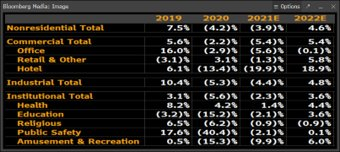 Bloomberg Media: Image
Options
2019 2020 2021E 2022E
Nonresidential Total 7.5% (4.2)% (3.9)% 4.6%
Commercial Total 5.6% (2.2)% (5.4)% 5.4%
Office 16.0% (2.9)% (5.6)% (0.1)%
Retail & Other (3.1)% 3.1% (1.3)% 5.8%
Hotel 6.1% (13.4)% (19.9)% 18.9%
Industrial Total 10.4% (5.3)% (4.4)% 4.8%
Institutional Total 3.1% (5.6)% (2.3)% 3.6%
Health 8.2% 4.2% 1.4% 4.4%
Education (3.2)% (15.2)% (2.1)% 3.6%
Religious 6.5% (6.2)% (0.9)% (0.9)%
Public Safety 17.6% (40.4)% (2.1)% 0.1%
Amusement & Recreation 0.5% (15.3)% (9.9)% 6.0%